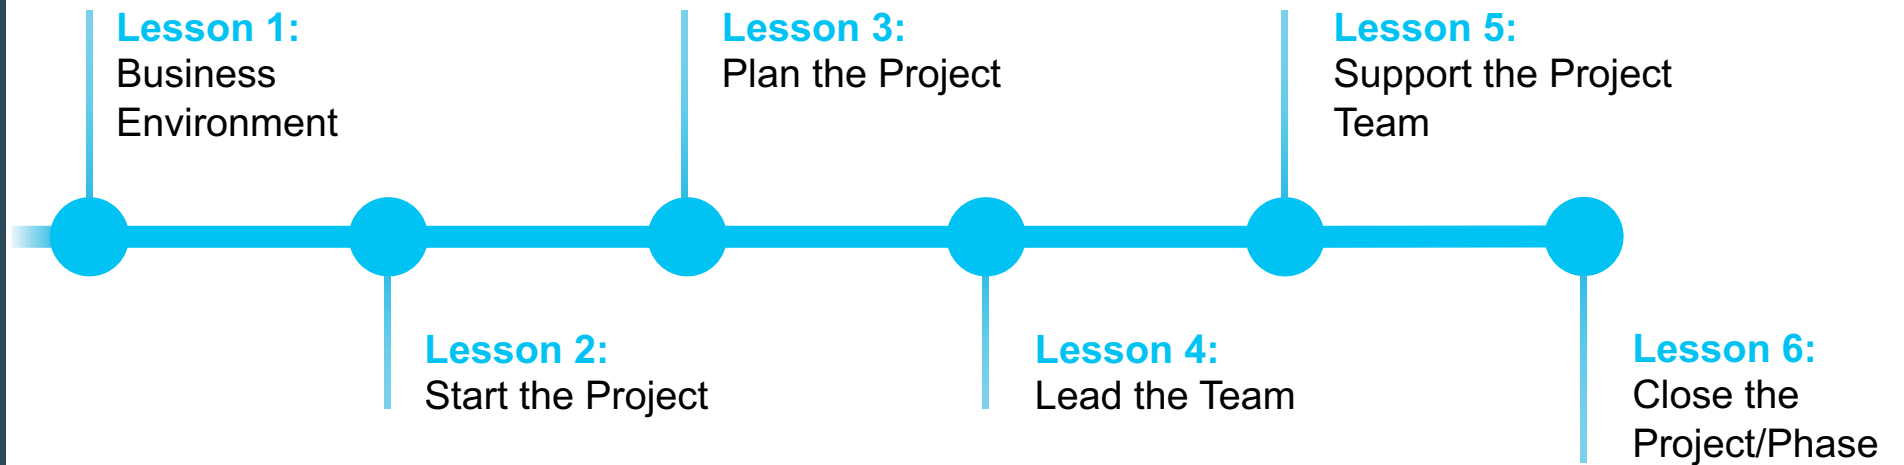 Lesson 1:
Business
Environment
Lesson 2:
Start the Project
Lesson 3:
Plan the Project
Lesson 4:
Lead the Team
Lesson 5:
Support the Project
Team
Lesson 6:
Close the
Project/Phase